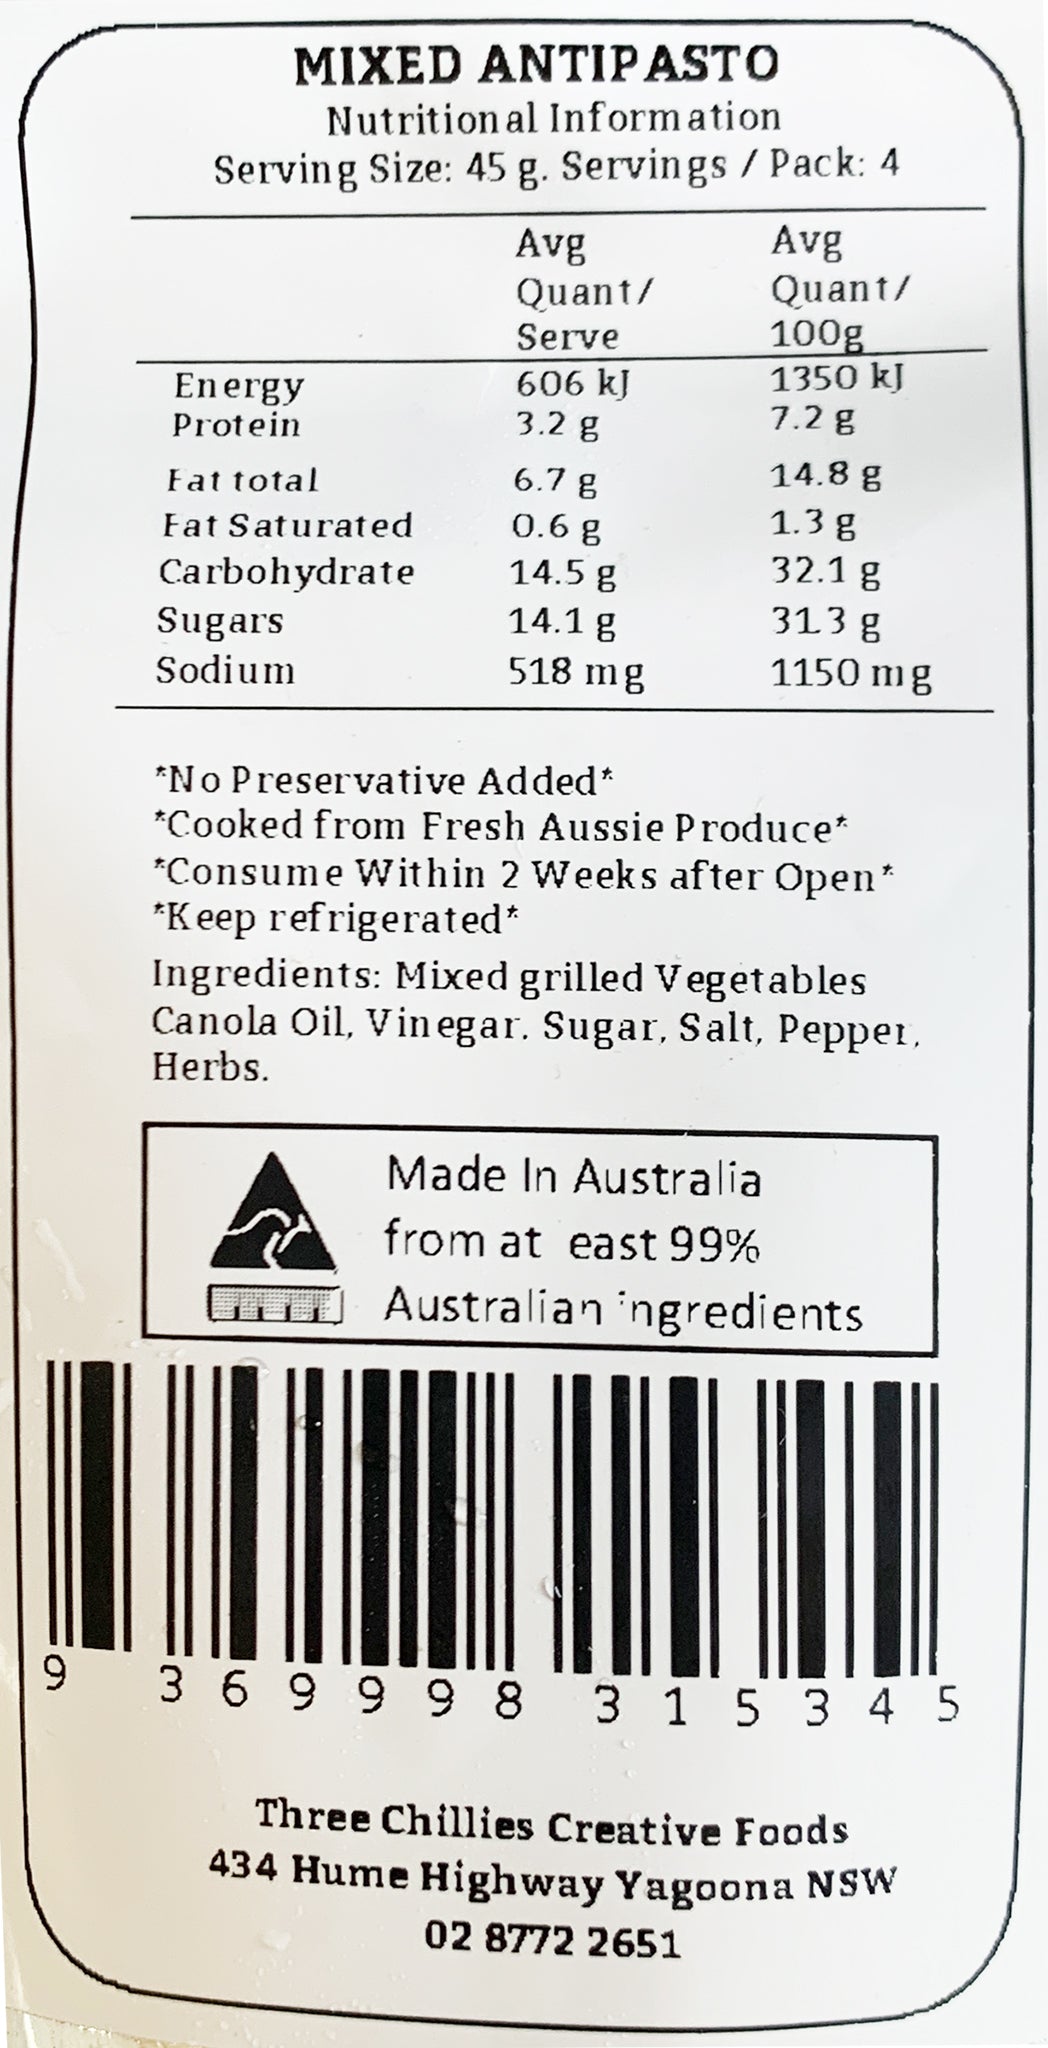 MIXED ANTIPASTO
Nutritional Information
Serving Size: 45 g. Servings / Pack: 4
Avg Avg
Quant/ Quant/
Serve 100g
Energy 606 kJ 1350 kJ
Protein 3.2 g 7.2 g
Fat total 6.7 g 14.8 g
Fat Saturated 0.6 g 1.3 g
Carbohydrate 14.5 g 32.1 g
Sugars 14.1 g 31.3 g
Sodium 518 mg 1150 mg
*No Preservative Added*
*Cooked from Fresh Aussie Produce*
*Consume Within 2 Weeks after Open*
*Keep refrigerated*
Ingredients: Mixed grilled Vegetables
Canola Oil, Vinegar. Sugar, Salt, Pepper,
Herbs.
Made In Australia
from at east 99%
Australian ingredients
9 369998 315345
Three Chillies Creative Foods
434 Hume Highway Yagoona NSW
02 8772 2651